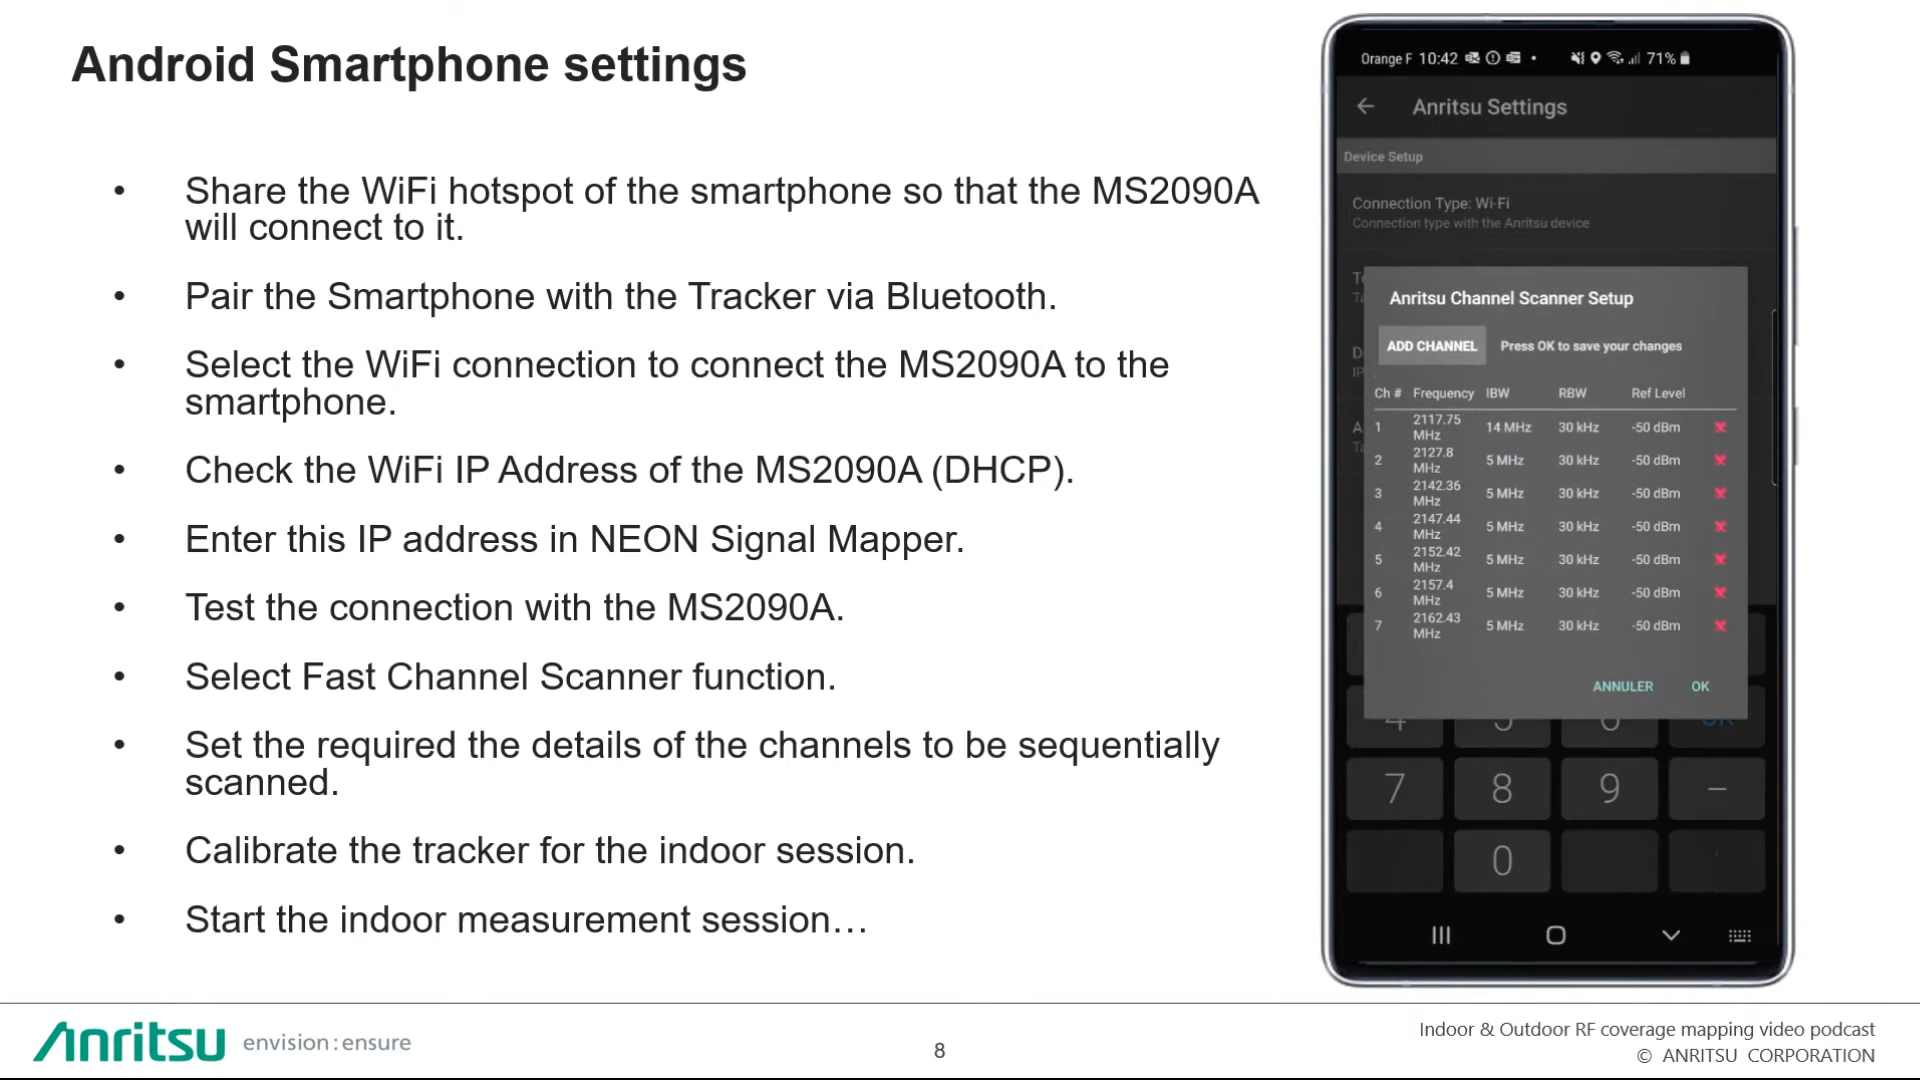 Android Smartphone settings
• Share the WiFi hotspot of the smartphone so that the MS2090A
will connect to it.
• Pair the Smartphone with the Tracker via Bluetooth.
• Select the WiFi connection to connect the MS2090A to the
smartphone.
• Check the WiFi IP Address of the MS2090A (DHCP).
• Enter this IP address in NEON Signal Mapper.
• Test the connection with the MS2090A.
• Select Fast Channel Scanner function.
• Set the required the details of the channels to be sequentially
scanned.
• Calibrate the tracker for the indoor session.
• Start the indoor measurement session…
Orange F 10:42 71%
Anritsu Settings
Device Setup
Connection Type: Wi-Fi
Connection type with the Anritsu device
Anritsu Channel Scanner Setup
ADD CHANNEL Press OK to save your changes
Ch # Frequency IBW RBW Ref Level
1 2117.75 MHz 14 MHz 30 kHz -50 dBm
2 2127.8 MHz 5 MHz 30 kHz -50 dBm
3 2142.36 MHz 5 MHz 30 kHz -50 dBm
4 2147.44 MHz 5 MHz 30 kHz -50 dBm
5 2152.42 MHz 5 MHz 30 kHz -50 dBm
6 2157.4 MHz 5 MHz 30 kHz -50 dBm
7 2162.43 MHz 5 MHz 30 kHz -50 dBm
ANNULER OK
4 5 6 OK
7 8 9 –
0
Anritsu envision : ensure
8
Indoor & Outdoor RF coverage mapping video podcast
© ANRITSU CORPORATION